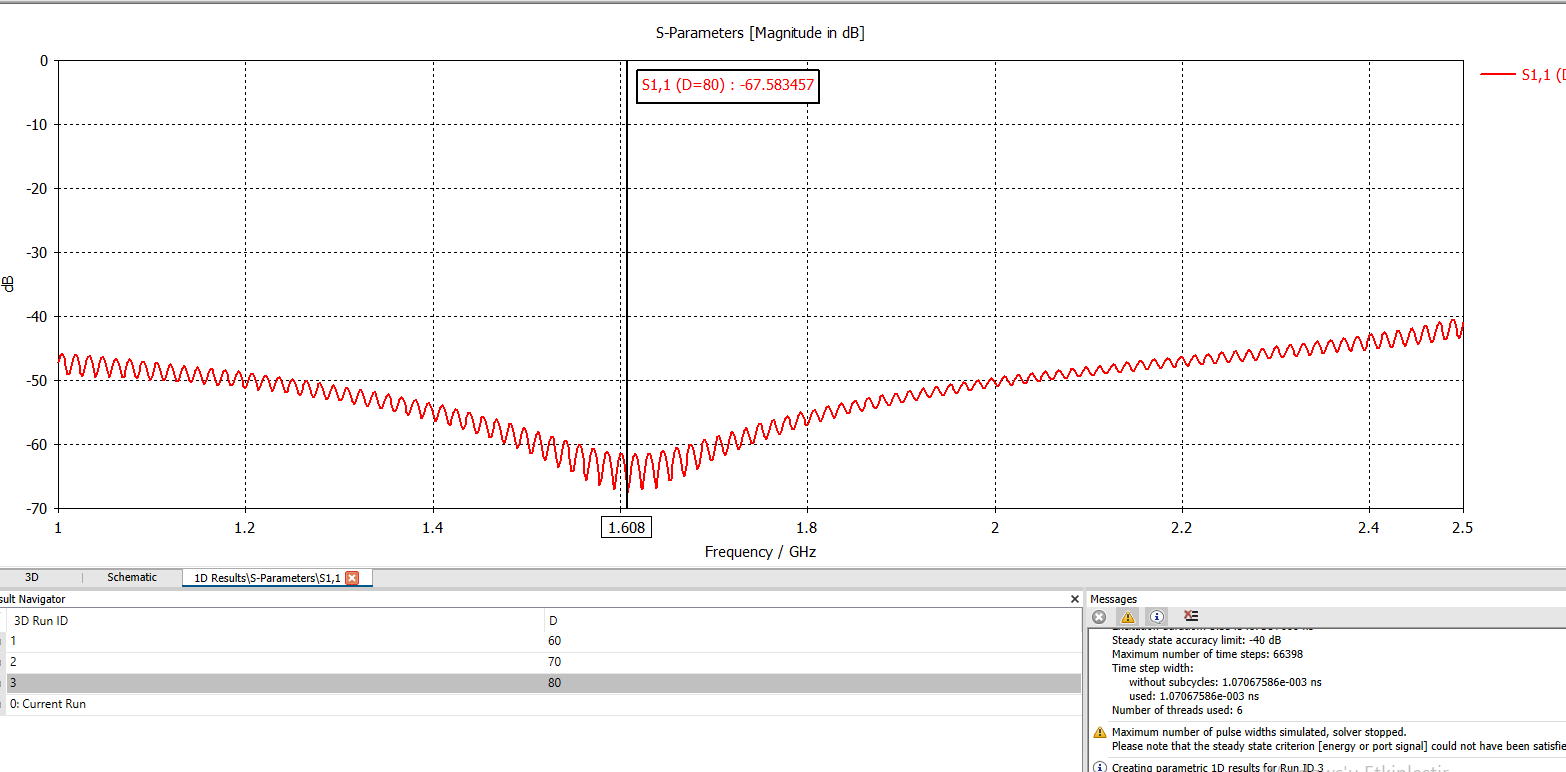 S-Parameters [Magnitude in dB]
S1,1 (D=80) : -67.583457
S1,1 (
0
-10
-20
-30
-40
-50
-60
-70
dB
1
1.2
1.4
1.608
1.8
2
2.2
2.4
2.5
Frequency / GHz
3D
Schematic
1D Results\S-Parameters\S1,1
sult Navigator
3D Run ID
D
1
60
2
70
3
80
0: Current Run
Messages
Steady state accuracy limit: -40 dB
Maximum number of time steps: 66398
Time step width:
without subcycles: 1.07067586e-003 ns
used: 1.07067586e-003 ns
Number of threads used: 6
Maximum number of pulse widths simulated, solver stopped.
Please note that the steady state criterion [energy or port signal] could not have been satisfie
Creating parametric 1D results for Run ID 3